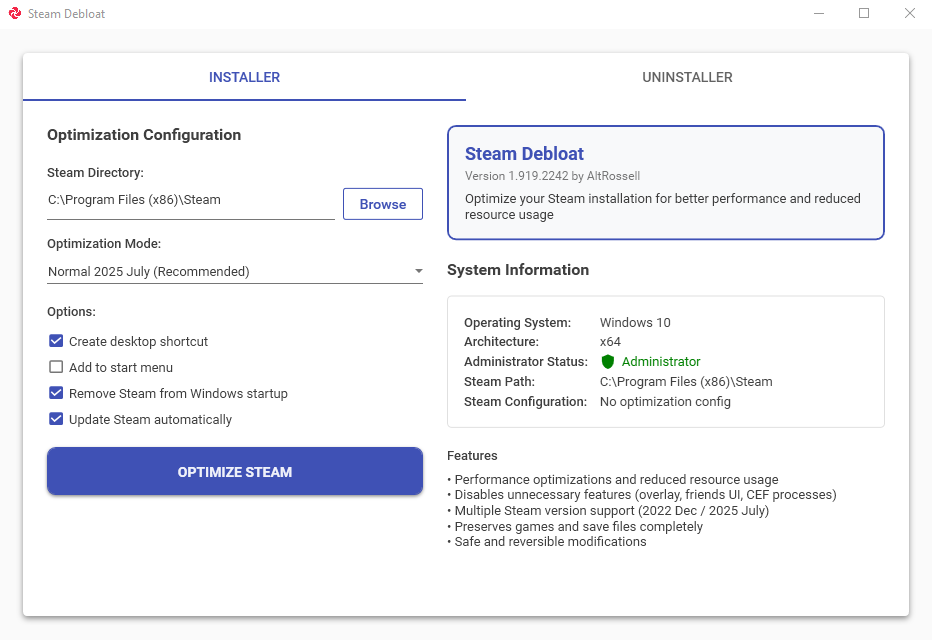 Steam Debloat
INSTALLER
UNINSTALLER
Optimization Configuration
Steam Directory:
C:\Program Files (x86)\Steam
Browse
Optimization Mode:
Normal 2025 July (Recommended)
Options:
Create desktop shortcut
Add to start menu
Remove Steam from Windows startup
Update Steam automatically
OPTIMIZE STEAM
Steam Debloat
Version 1.919.2242 by AltRossell
Optimize your Steam installation for better performance and reduced
resource usage
System Information
Operating System: Windows 10
Architecture: x64
Administrator Status: Administrator
Steam Path: C:\Program Files (x86)\Steam
Steam Configuration: No optimization config
Features
• Performance optimizations and reduced resource usage
• Disables unnecessary features (overlay, friends UI, CEF processes)
• Multiple Steam version support (2022 Dec / 2025 July)
• Preserves games and save files completely
• Safe and reversible modifications